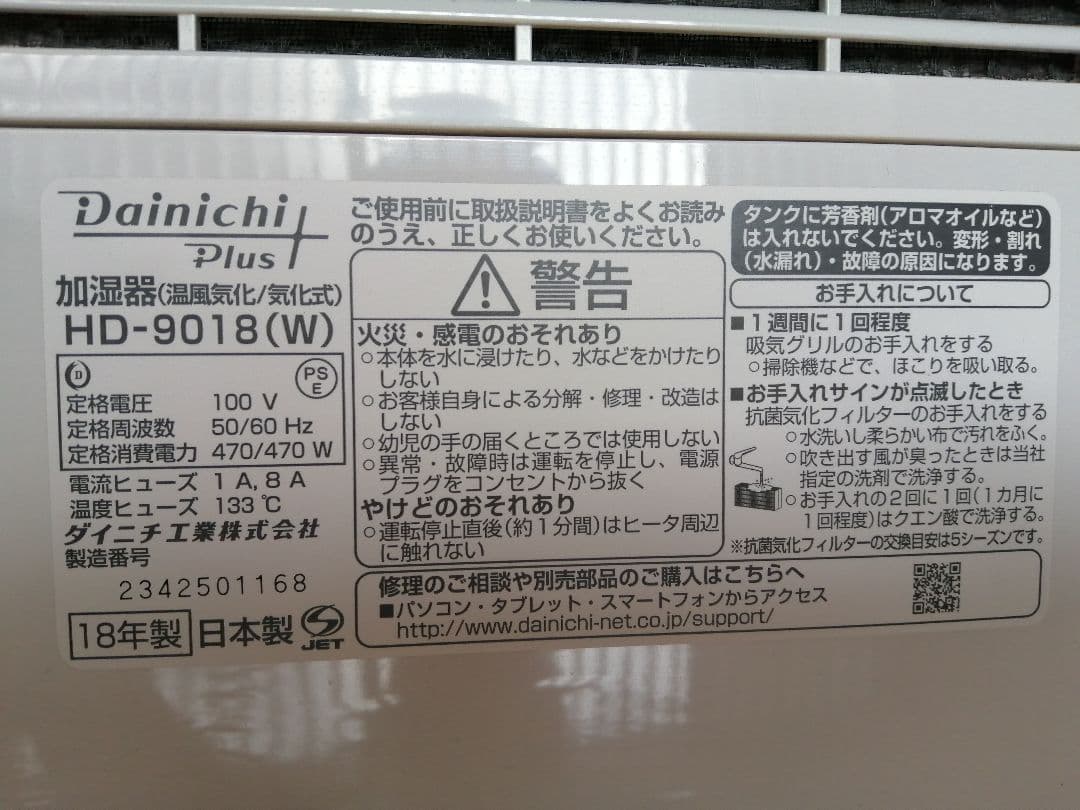 Dainichi
Plus
加湿器(温風気化/気化式)
HD-9018(W)
D
PS
E
定格電圧 100 V
定格周波数 50/60 Hz
定格消費電力 470/470 W
電流ヒューズ 1 A, 8 A
温度ヒューズ 133 ℃
ダイニチ工業株式会社
製造番号
2342501168
18年製 日本製 S
JET
ご使用前に取扱説明書をよくお読み
のうえ、正しくお使いください。
警告
火災・感電のおそれあり
○本体を水に浸けたり、水などをかけたり
しない
○お客様自身による分解・修理・改造は
しない
○幼児の手の届くところでは使用しない
○異常・故障時は運転を停止し、電源
プラグをコンセントから抜く
やけどのおそれあり
○運転停止直後(約1分間)はヒータ周辺
に触れない
タンクに芳香剤(アロマオイルなど)
は入れないでください。変形・割れ
(水漏れ)・故障の原因になります。
お手入れについて
■1週間に1回程度
吸気グリルのお手入れをする
○掃除機などで、ほこりを吸い取る。
■お手入れサインが点滅したとき
抗菌気化フィルターのお手入れをする
○水洗いし柔らかい布で汚れをふく。
○吹き出す風が臭ったときは当社
指定の洗剤で洗浄する。
○お手入れの2回に1回(1カ月に
1回程度)はクエン酸で洗浄する。
※抗菌気化フィルターの交換目安は5シーズンです。
修理のご相談や別売部品のご購入はこちらへ
■パソコン・タブレット・スマートフォンからアクセス
http://www.dainichi-net.co.jp/support/